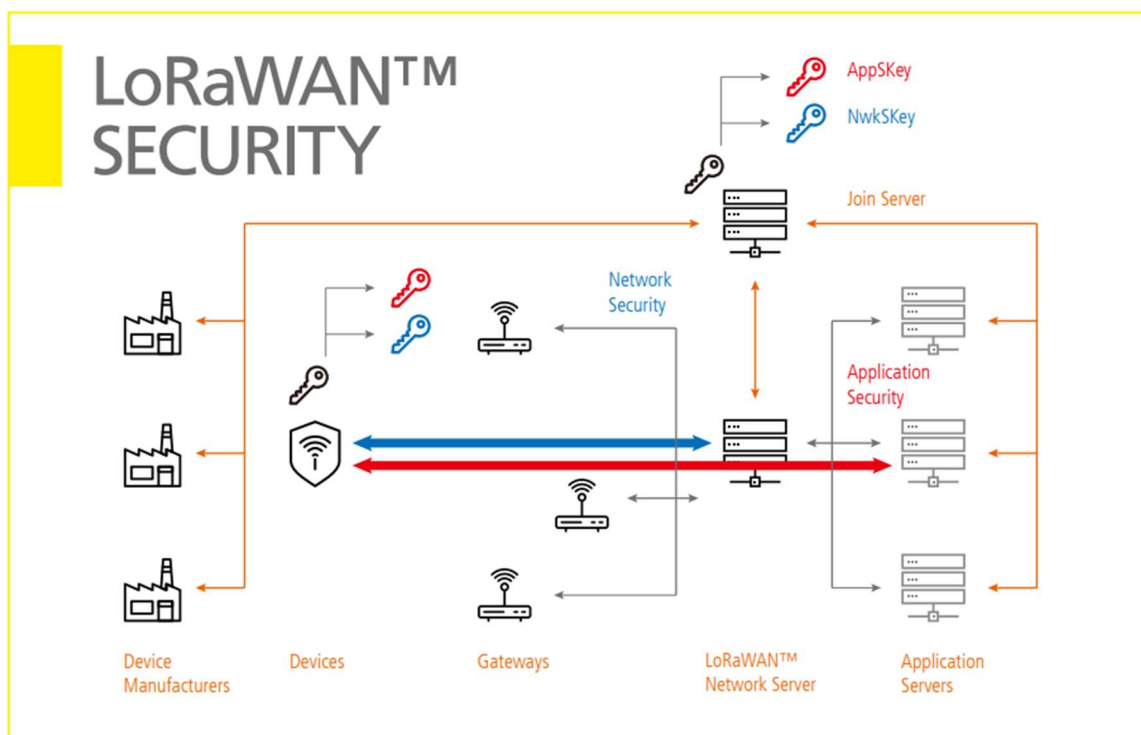 LoRaWAN™
SECURITY
AppSKey
NwkSKey
Join Server
Network
Security
Application
Security
Device
Manufacturers
Devices
Gateways
LoRaWAN™
Network Server
Application
Servers